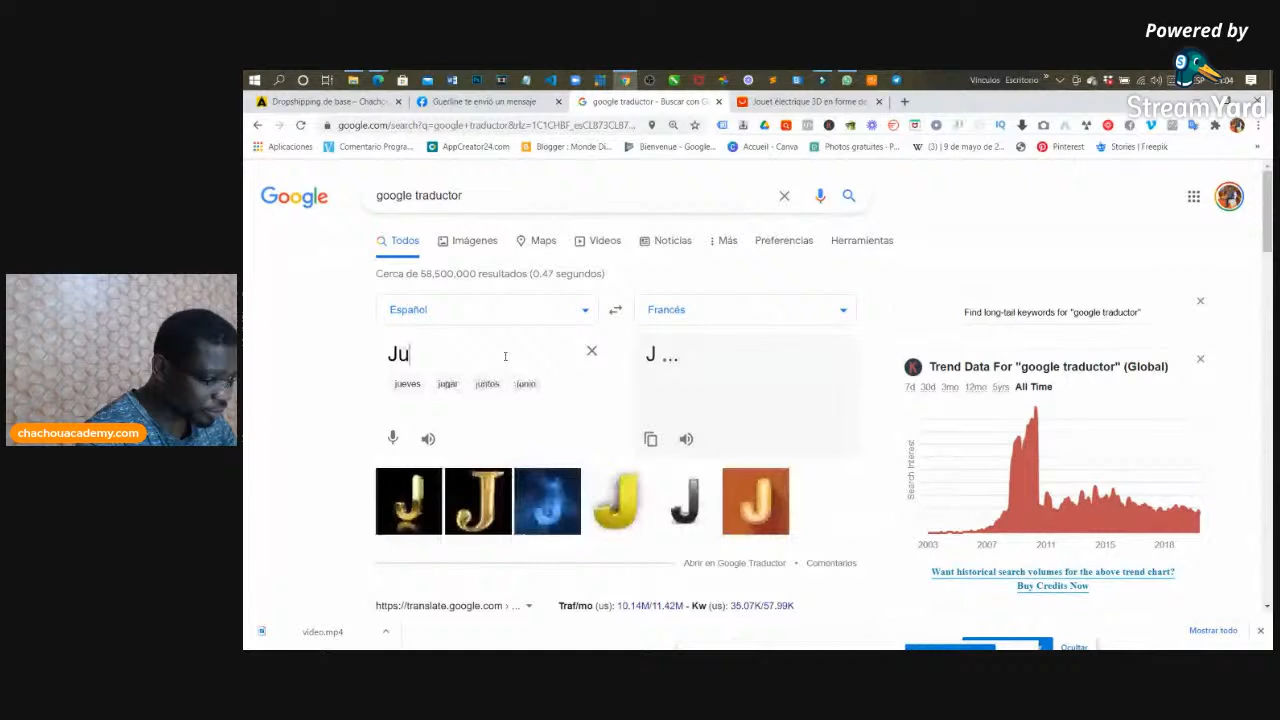 Powered by
StreamYard
Vínculos Escritorio
Dropshipping de base – Chacho
Guerline te envió un mensaje
google traductor - Buscar con G
Jouet électrique 3D en forme de
google.com/search?q=google+traductor&rlz=1C1CHBF_esCL873CL87...
Aplicaciones
Comentario Progra...
AppCreator24.com
Blogger : Monde Di...
Bienvenue - Google...
Accueil - Canva
Photos gratuites - P...
(3) | 9 de mayo de 2...
Pinterest
Stories | Freepik
Google
google traductor
Todos
Imágenes
Maps
Vídeos
Noticias
Más
Preferencias
Herramientas
Cerca de 58,500,000 resultados (0.47 segundos)
Español
Francés
Ju
J ...
jueves jugar juntos junio
Abrir en Google Traductor • Comentarios
https://translate.google.com › ...
Traf/mo (us): 10.14M/11.42M - Kw (us): 35.07K/57.99K
Find long-tail keywords for "google traductor"
Trend Data For "google traductor" (Global)
7d 30d 3mo 12mo 5yrs All Time
Search Interest
2003 2007 2011 2015 2018
Want historical search volumes for the above trend chart?
Buy Credits Now
video.mp4
Mostrar todo
Ocultar
chachouacademy.com